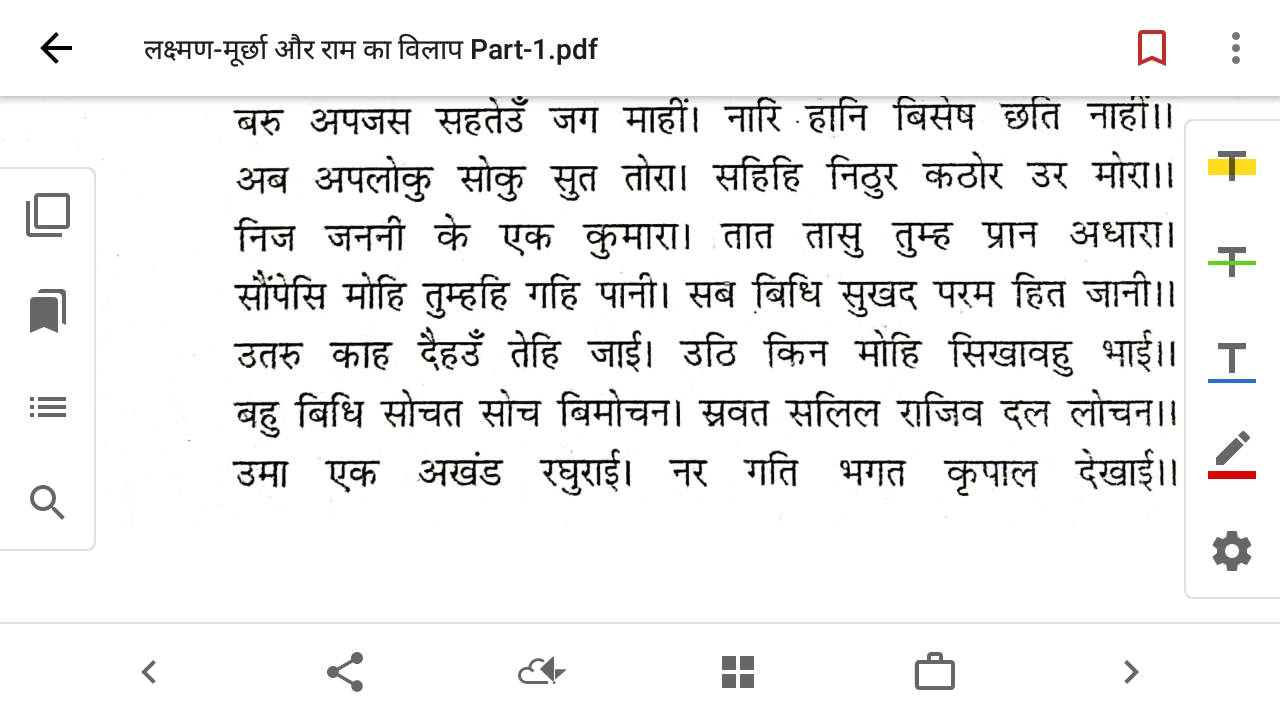 लक्ष्मण-मूर्छा और राम का विलाप Part-1.pdf
बरु अपजस सहतेउँ जग माहीं। नारि हानि बिसेष छति नाहीं।।
अब अपलोकु सोकु सुत तोरा। सहिहि निठुर कठोर उर मोरा।।
निज जननी के एक कुमारा। तात तासु तुम्ह प्रान अधारा।
सौंपेसि मोहि तुम्हहि गहि पानी। सब बिधि सुखद परम हित जानी।।
उतरु काह दैहउँ तेहि जाई। उठि किन मोहि सिखावहु भाई।।
बहु बिधि सोचत सोच बिमोचन। स्रवत सलिल राजिव दल लोचन।।
उमा एक अखंड रघुराई। नर गति भगत कृपाल देखाई।।